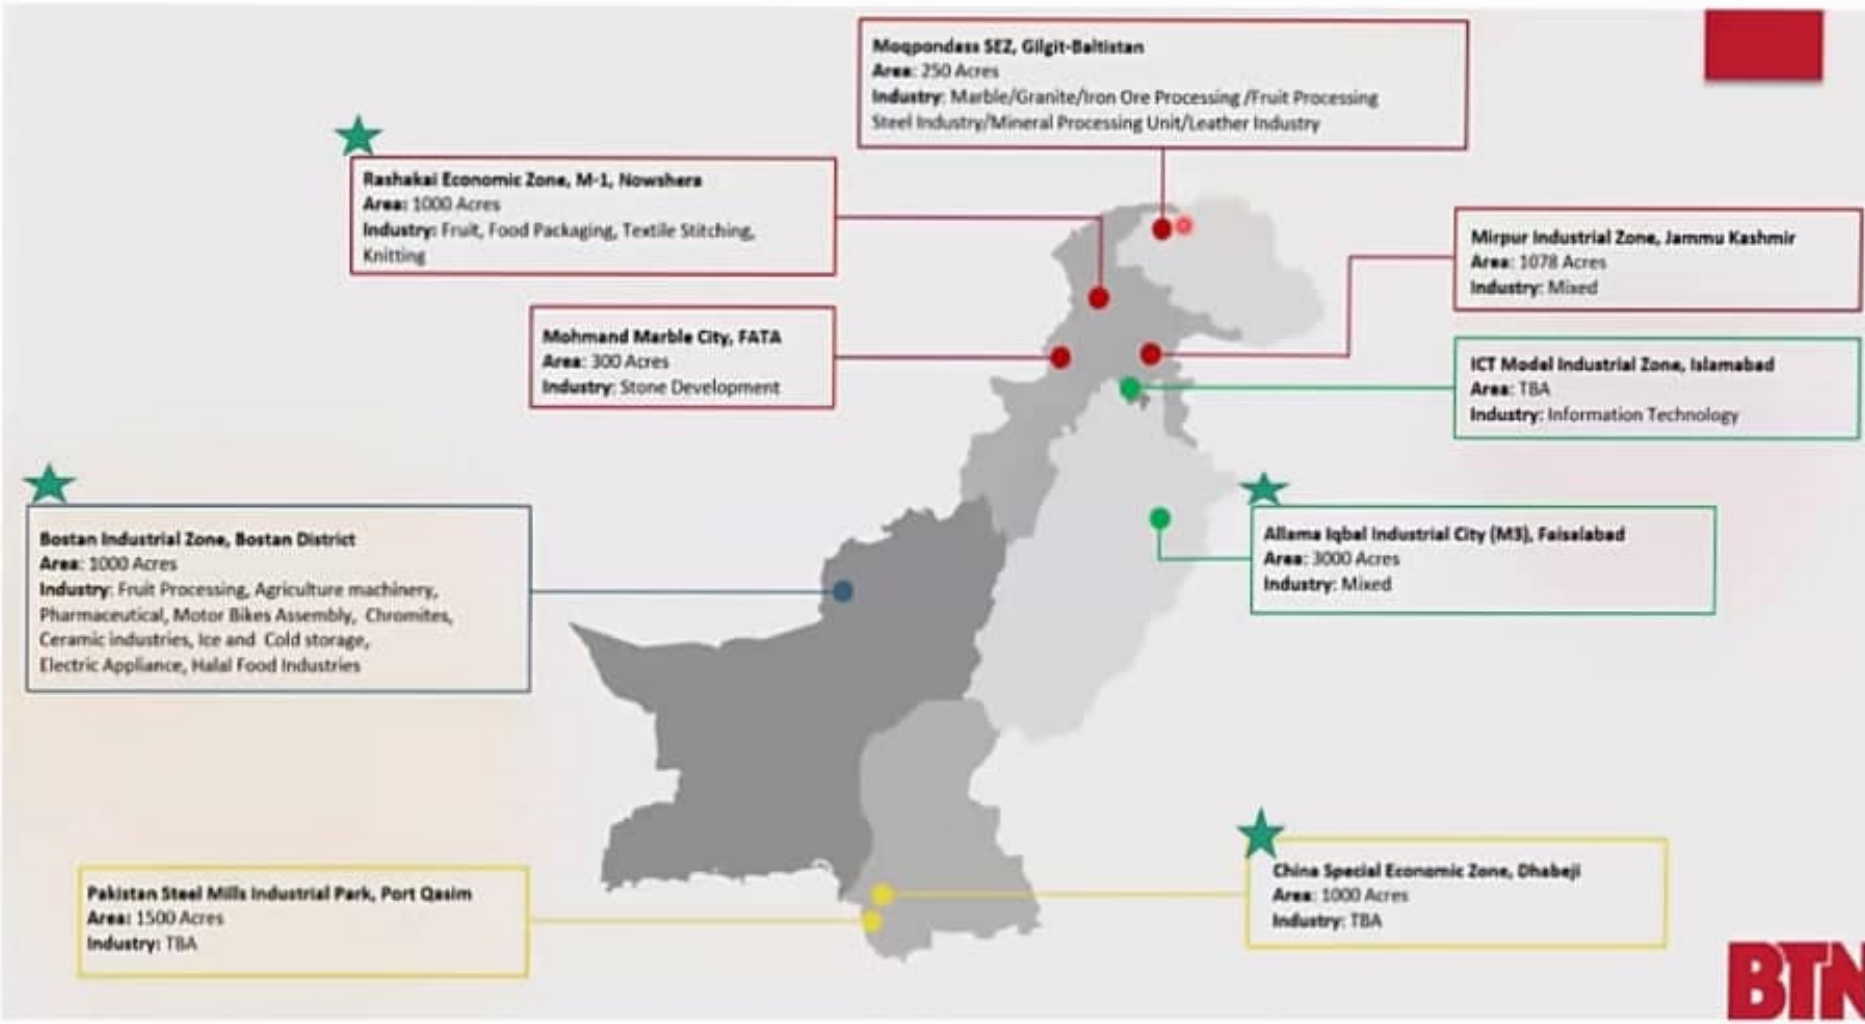 Moqpondass SEZ, Gilgit-Baltistan
Area: 250 Acres
Industry: Marble/Granite/Iron Ore Processing /Fruit Processing
Steel Industry/Mineral Processing Unit/Leather Industry
Rashakai Economic Zone, M-1, Nowshera
Area: 1000 Acres
Industry: Fruit, Food Packaging, Textile Stitching,
Knitting
Mirpur Industrial Zone, Jammu Kashmir
Area: 1078 Acres
Industry: Mixed
Mohmand Marble City, FATA
Area: 300 Acres
Industry: Stone Development
ICT Model Industrial Zone, Islamabad
Area: TBA
Industry: Information Technology
Bostan Industrial Zone, Bostan District
Area: 1000 Acres
Industry: Fruit Processing, Agriculture machinery,
Pharmaceutical, Motor Bikes Assembly, Chromites,
Ceramic industries, Ice and Cold storage,
Electric Appliance, Halal Food Industries
Allama Iqbal Industrial City (M3), Faisalabad
Area: 3000 Acres
Industry: Mixed
Pakistan Steel Mills Industrial Park, Port Qasim
Area: 1500 Acres
Industry: TBA
China Special Economic Zone, Dhabeji
Area: 1000 Acres
Industry: TBA
BTN